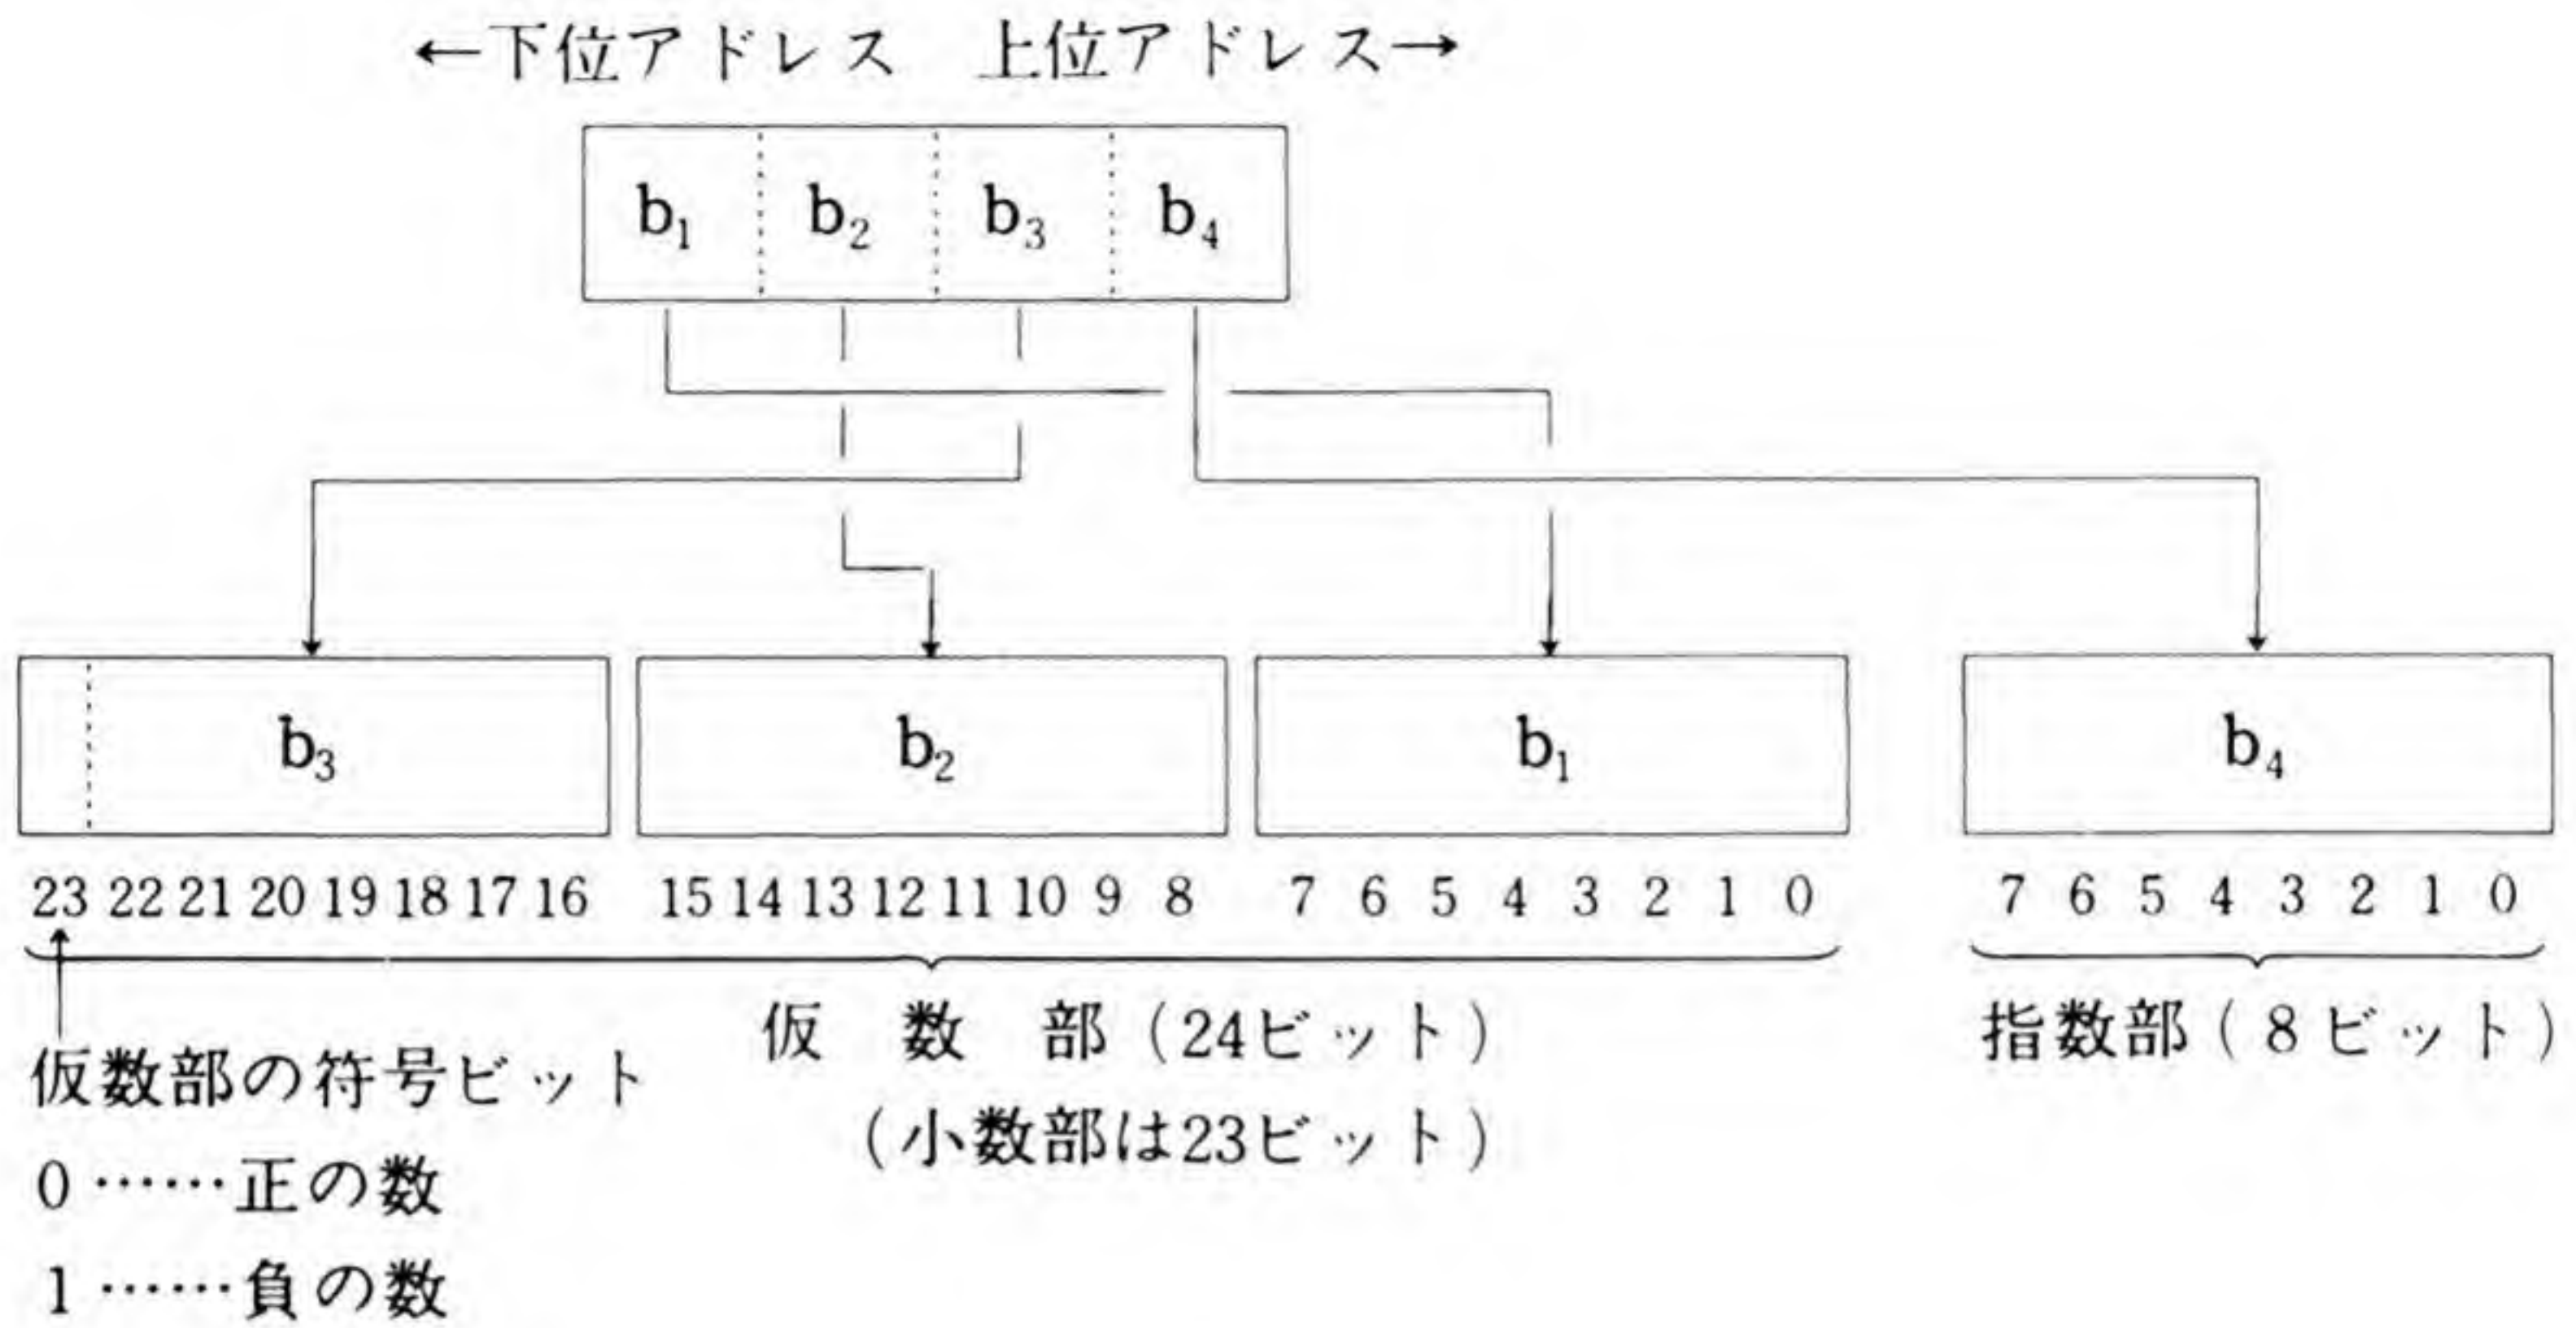 ←下位アドレス　上位アドレス→
b₁ b₂ b₃ b₄
b₃ b₂ b₁ b₄
23 22 21 20 19 18 17 16 15 14 13 12 11 10 9 8 7 6 5 4 3 2 1 0 7 6 5 4 3 2 1 0
仮　数　部（24ビット）
（小数部は23ビット）
指数部（8ビット）
仮数部の符号ビット
0……正の数
1……負の数